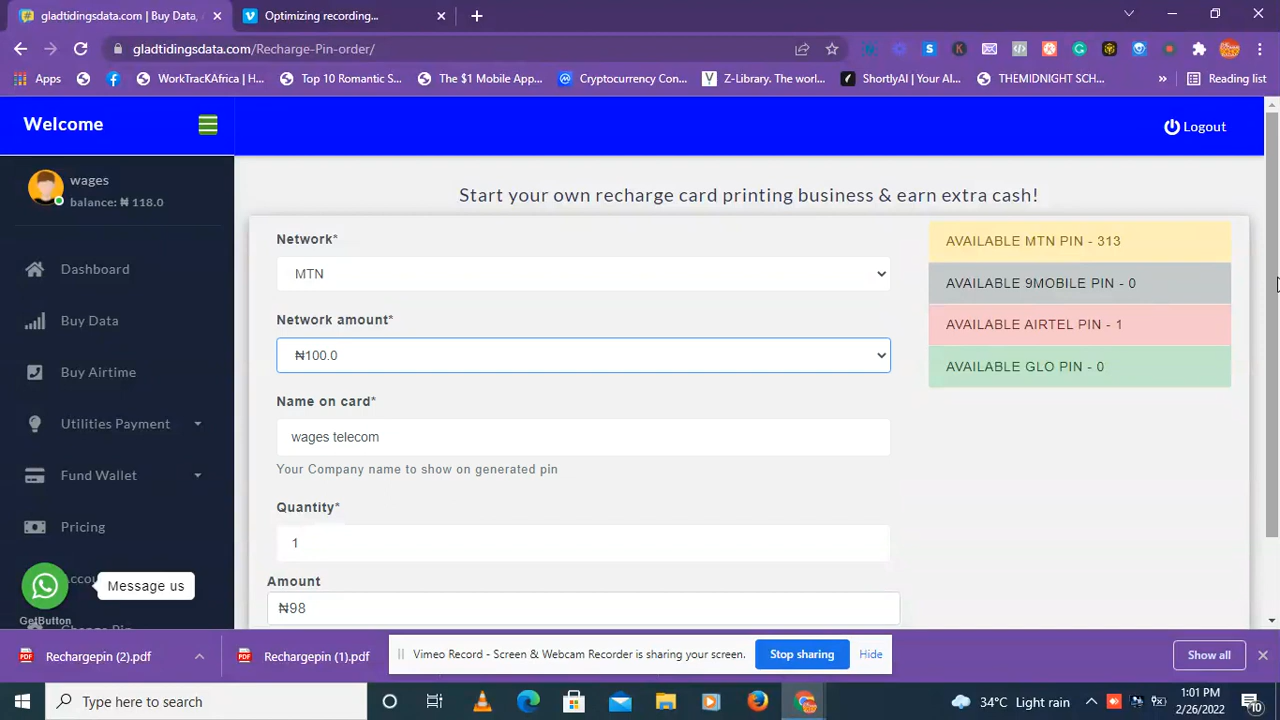 gladtidingsdata.com | Buy Data,
Optimizing recording...
gladtidingsdata.com/Recharge-Pin-order/
Apps
WorkTracKAfrica | H...
Top 10 Romantic S...
The $1 Mobile App...
Cryptocurrency Con...
Z-Library. The worl...
ShortlyAI | Your AI...
THEMIDNIGHT SCH...
»
Reading list
Welcome
Logout
wages
balance: ₦ 118.0
Start your own recharge card printing business & earn extra cash!
Network*
MTN
AVAILABLE MTN PIN - 313
AVAILABLE 9MOBILE PIN - 0
AVAILABLE AIRTEL PIN - 1
AVAILABLE GLO PIN - 0
Dashboard
Buy Data
Buy Airtime
Utilities Payment
Fund Wallet
Pricing
Message us
GetButton
Network amount*
₦100.0
Name on card*
wages telecom
Your Company name to show on generated pin
Quantity*
1
Amount
₦98
Rechargepin (2).pdf
Rechargepin (1).pdf
Vimeo Record - Screen & Webcam Recorder is sharing your screen.
Stop sharing
Hide
Show all
Type here to search
34°C Light rain
1:01 PM
2/26/2022
10